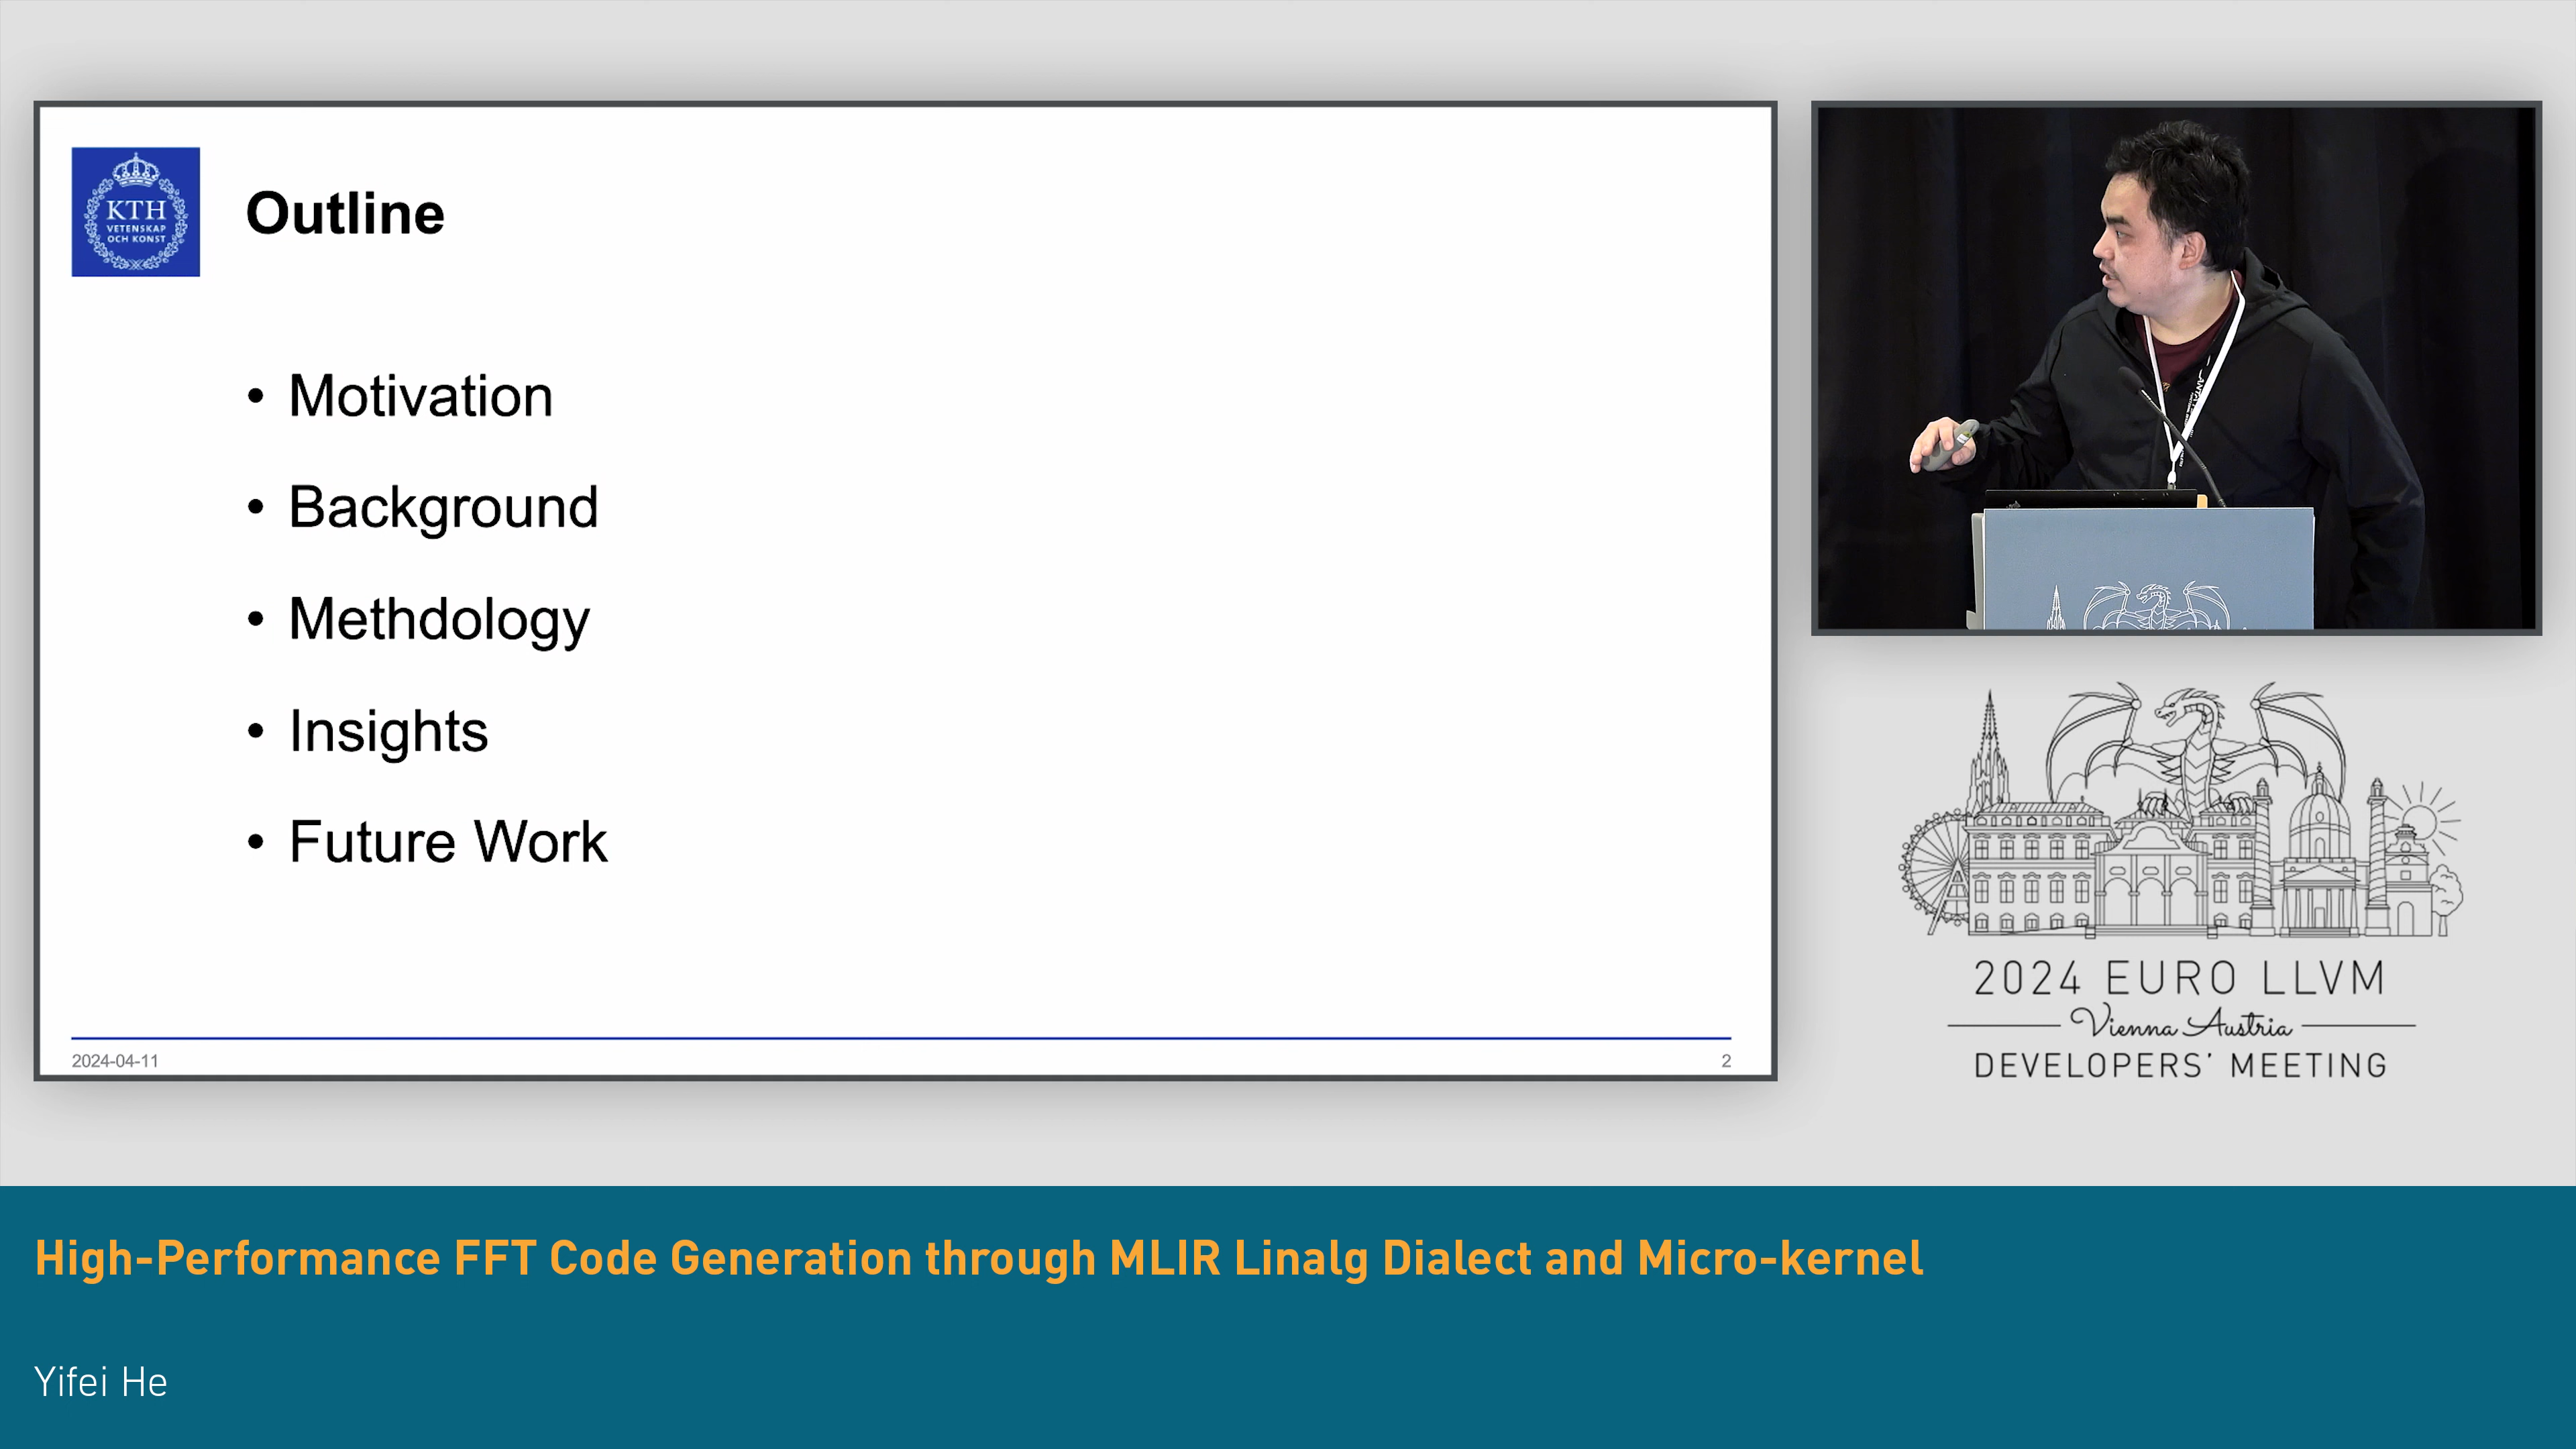 KTH
VETENSKAP
OCH KONST
Outline
• Motivation
• Background
• Methdology
• Insights
• Future Work
2024-04-11
2
2024 EURO LLVM
Vienna Austria
DEVELOPERS' MEETING
High-Performance FFT Code Generation through MLIR Linalg Dialect and Micro-kernel
Yifei He